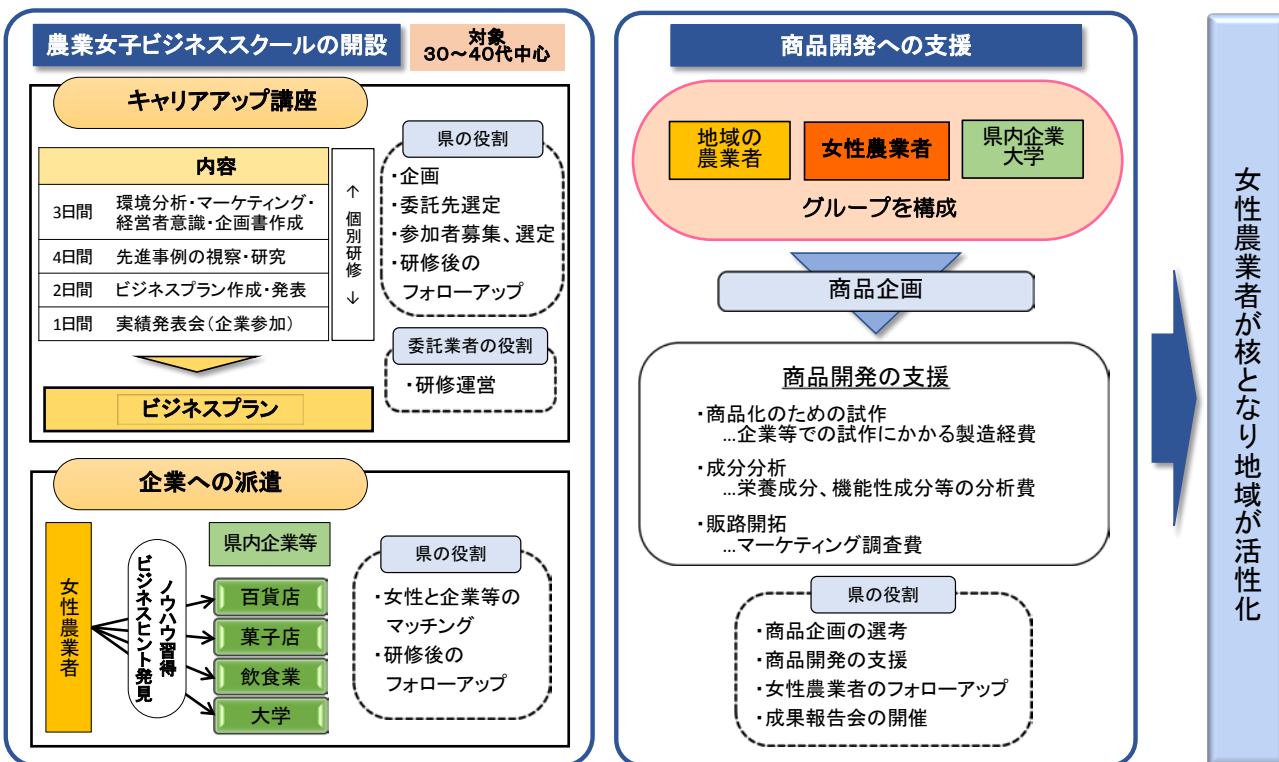 農業女子ビジネススクールの開設
対象
30～40代中心
キャリアアップ講座
内容
3日間 環境分析・マーケティング・
経営者意識・企画書作成
4日間 先進事例の視察・研究
2日間 ビジネスプラン作成・発表
1日間 実績発表会（企業参加）
↑個別研修↓
ビジネスプラン
県の役割
・企画
・委託先選定
・参加者募集、選定
・研修後の
フォローアップ
委託業者の役割
・研修運営
企業への派遣
女性農業者
ノウハウ習得
ビジネスヒント発見
県内企業等
百貨店
菓子店
飲食業
大学
県の役割
・女性と企業等の
マッチング
・研修後の
フォローアップ
商品開発への支援
地域の
農業者
女性農業者
県内企業
大学
グループを構成
商品企画
商品開発の支援
・商品化のための試作
…企業等での試作にかかる製造経費
・成分分析
…栄養成分、機能性成分等の分析費
・販路開拓
…マーケティング調査費
県の役割
・商品企画の選考
・商品開発の支援
・女性農業者のフォローアップ
・成果報告会の開催
女性農業者が核となり地域が活性化